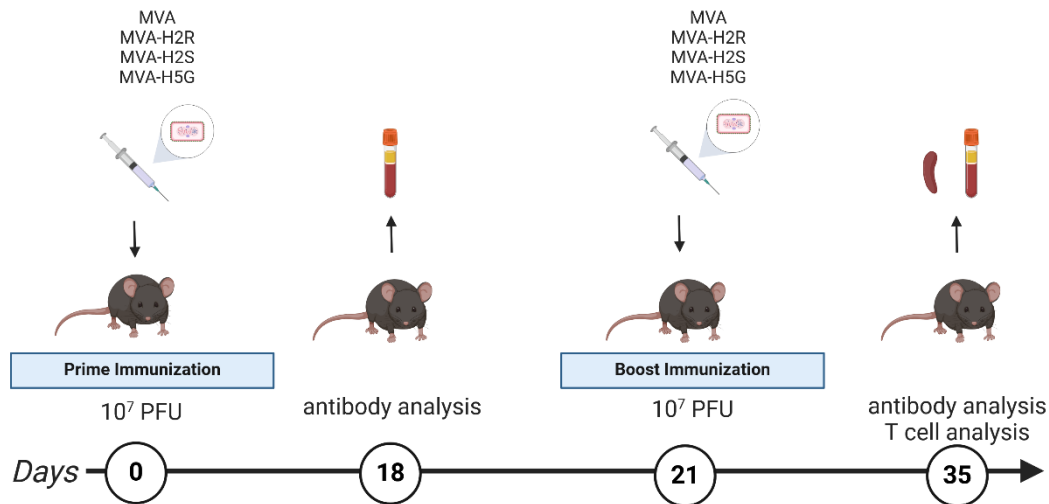 MVA
MVA-H2R
MVA-H2S
MVA-H5G
MVA
MVA-H2R
MVA-H2S
MVA-H5G
Prime Immunization
Boost Immunization
10⁷ PFU
antibody analysis
10⁷ PFU
antibody analysis
T cell analysis
Days
0
18
21
35